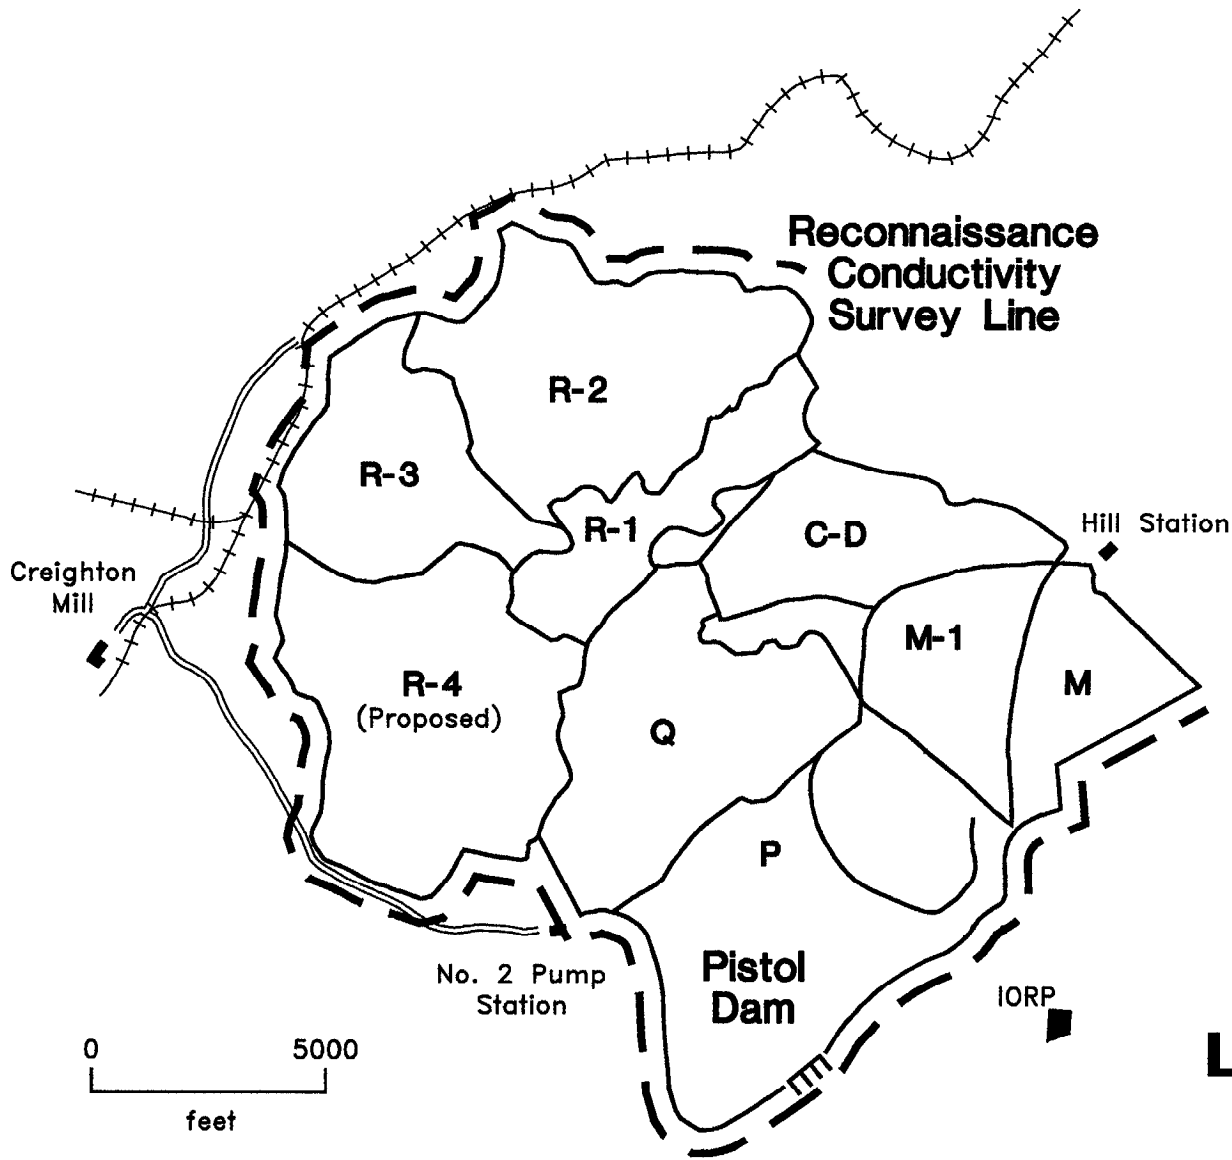 Reconnaissance
Conductivity
Survey Line
R-2
R-3
R-1
C-D
Hill Station
Creighton
Mill
M-1
R-4
(Proposed)
M
Q
P
No. 2 Pump
Station
Pistol
Dam
IORP
L
0 5000
feet